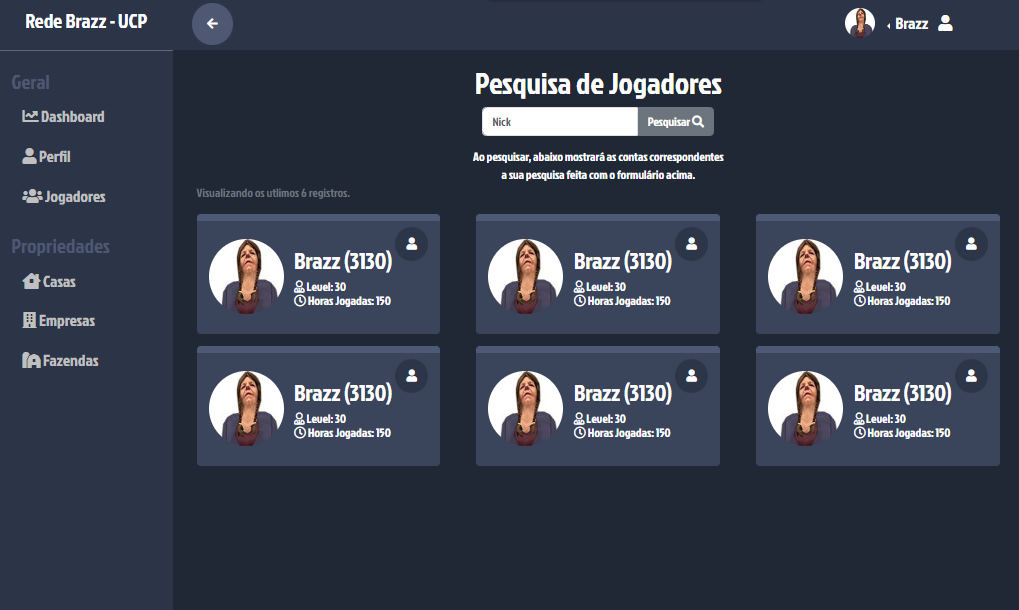 Rede Brazz - UCP
Brazz
Geral
Dashboard
Perfil
Jogadores
Propriedades
Casas
Empresas
Fazendas
Pesquisa de Jogadores
Nick
Pesquisar
Ao pesquisar, abaixo mostrará as contas correspondentes
a sua pesquisa feita com o formulário acima.
Visualizando os utlimos 6 registros.
Brazz (3130)
Level: 30
Horas Jogadas: 150
Brazz (3130)
Level: 30
Horas Jogadas: 150
Brazz (3130)
Level: 30
Horas Jogadas: 150
Brazz (3130)
Level: 30
Horas Jogadas: 150
Brazz (3130)
Level: 30
Horas Jogadas: 150
Brazz (3130)
Level: 30
Horas Jogadas: 150